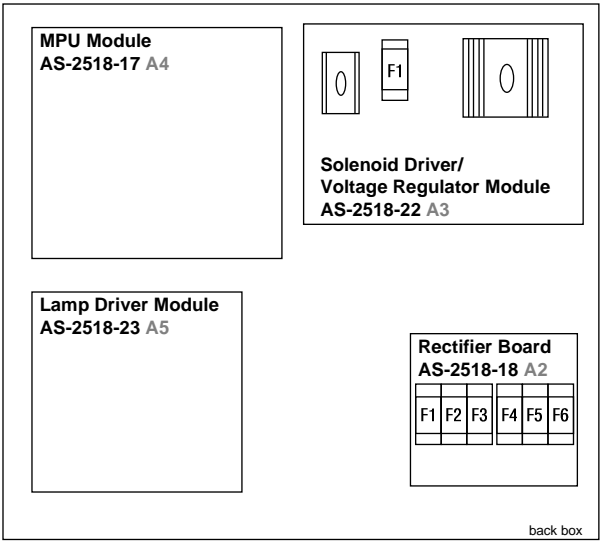 MPU Module
AS-2518-17 A4
F1
Solenoid Driver/
Voltage Regulator Module
AS-2518-22 A3
Lamp Driver Module
AS-2518-23 A5
Rectifier Board
AS-2518-18 A2
F1 F2 F3 F4 F5 F6
back box